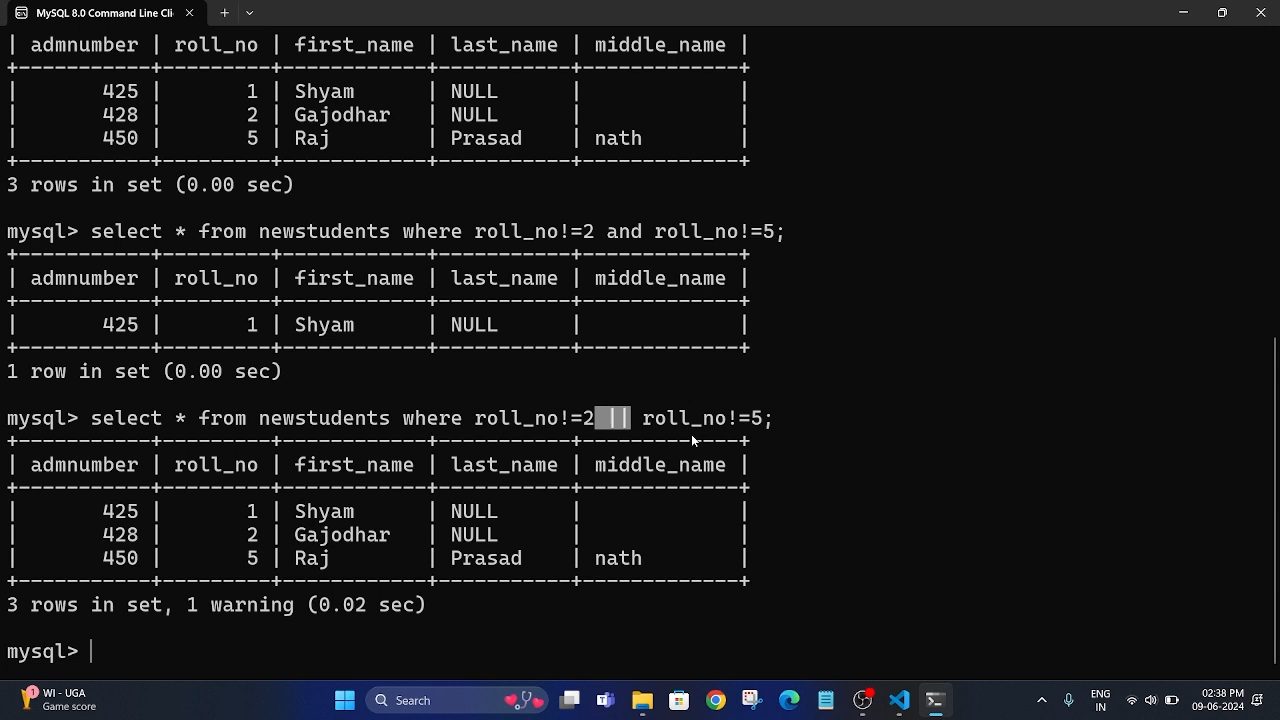 MySQL 8.0 Command Line Cli
| admnumber | roll_no | first_name | last_name | middle_name |
+-----------+---------+------------+-----------+-------------+
|       425 |       1 | Shyam      | NULL      |             |
|       428 |       2 | Gajodhar   | NULL      |             |
|       450 |       5 | Raj        | Prasad    | nath        |
+-----------+---------+------------+-----------+-------------+
3 rows in set (0.00 sec)
mysql> select * from newstudents where roll_no!=2 and roll_no!=5;
+-----------+---------+------------+-----------+-------------+
| admnumber | roll_no | first_name | last_name | middle_name |
+-----------+---------+------------+-----------+-------------+
|       425 |       1 | Shyam      | NULL      |             |
+-----------+---------+------------+-----------+-------------+
1 row in set (0.00 sec)
mysql> select * from newstudents where roll_no!=2 || roll_no!=5;
+-----------+---------+------------+-----------+-------------+
| admnumber | roll_no | first_name | last_name | middle_name |
+-----------+---------+------------+-----------+-------------+
|       425 |       1 | Shyam      | NULL      |             |
|       428 |       2 | Gajodhar   | NULL      |             |
|       450 |       5 | Raj        | Prasad    | nath        |
+-----------+---------+------------+-----------+-------------+
3 rows in set, 1 warning (0.02 sec)
mysql>
1
WI - UGA
Game score
Search
ENG
IN
02:38 PM
09-06-2024